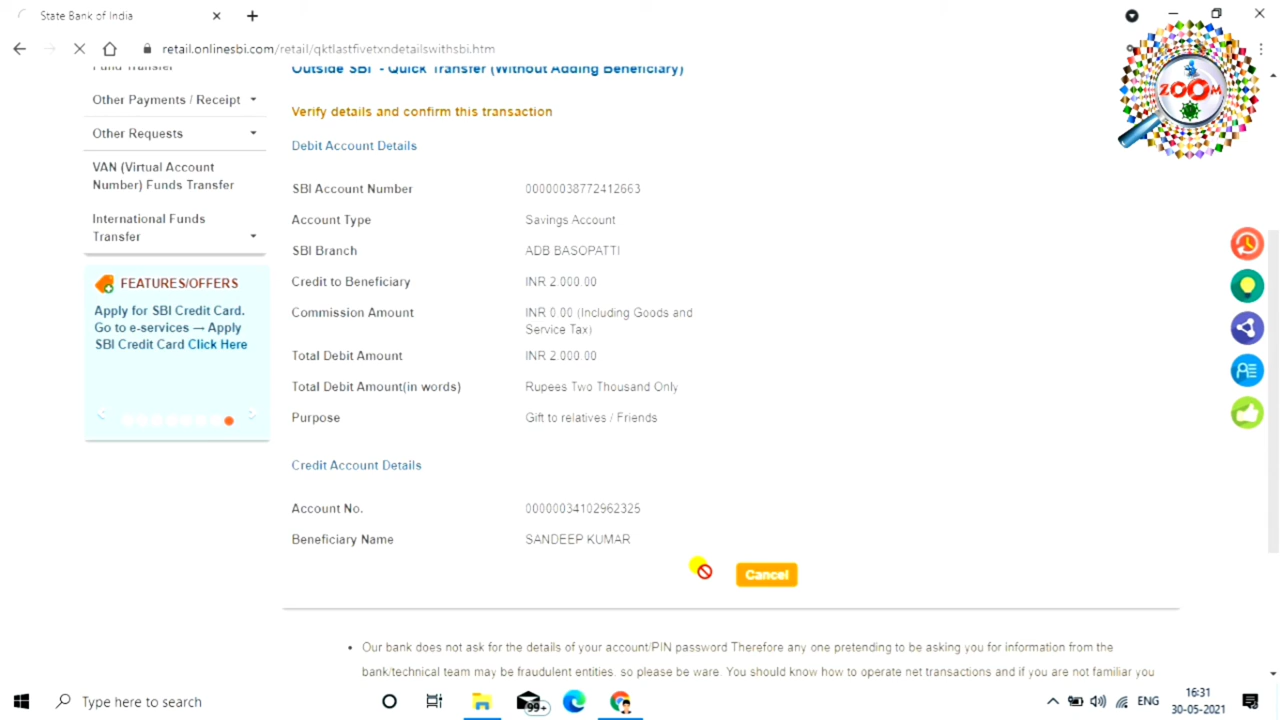 State Bank of India
retail.onlinesbi.com/retail/qktlastfivetxndetailswithsbi.htm
ZOOM
Fund Transfer
Other Payments / Receipt
Other Requests
VAN (Virtual Account
Number) Funds Transfer
International Funds
Transfer
FEATURES/OFFERS
Apply for SBI Credit Card.
Go to e-services → Apply
SBI Credit Card Click Here
Outside SBI - Quick Transfer (Without Adding Beneficiary)
Verify details and confirm this transaction
Debit Account Details
SBI Account Number 00000038772412663
Account Type Savings Account
SBI Branch ADB BASOPATTI
Credit to Beneficiary INR 2,000.00
Commission Amount INR 0.00 (Including Goods and
Service Tax)
Total Debit Amount INR 2,000.00
Total Debit Amount(in words) Rupees Two Thousand Only
Purpose Gift to relatives / Friends
Credit Account Details
Account No. 00000034102962325
Beneficiary Name SANDEEP KUMAR
Cancel
• Our bank does not ask for the details of your account/PIN password Therefore any one pretending to be asking you for information from the
bank/technical team may be fraudulent entities, so please be ware. You should know how to operate net transactions and if you are not familiar you
Type here to search
99+
ENG
16:31
30-05-2021